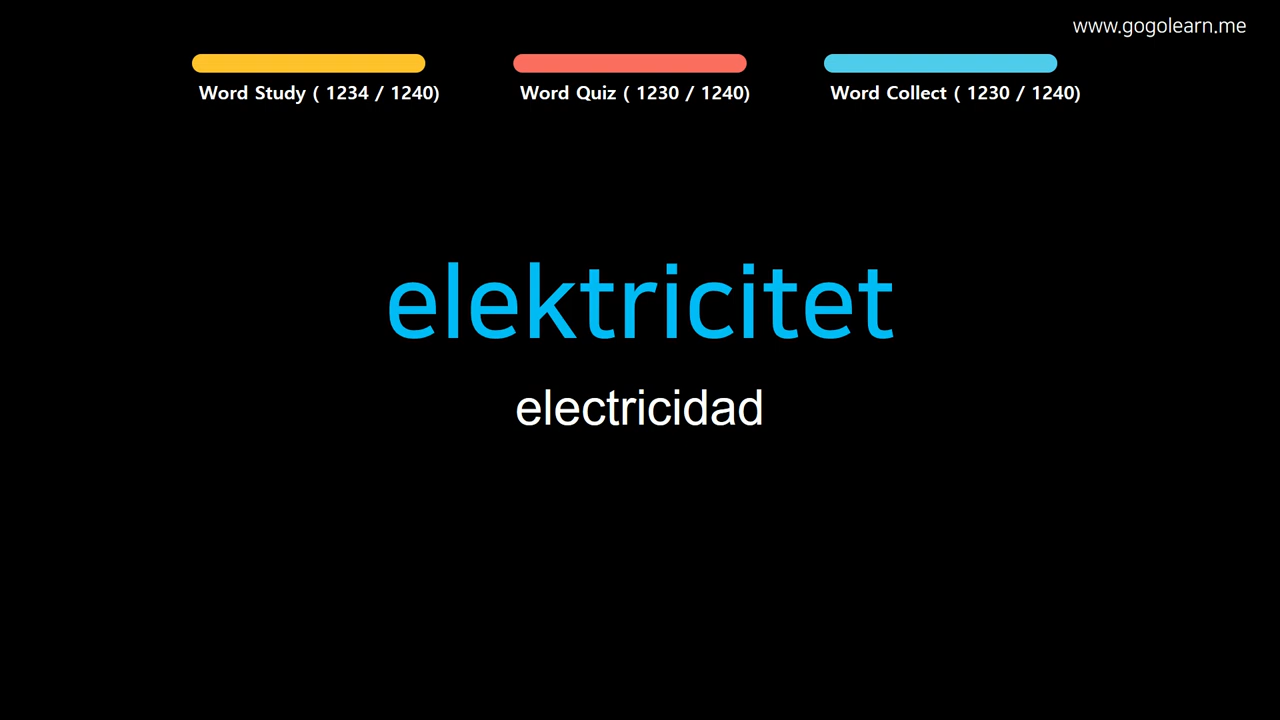 www.gogolearn.me
Word Study ( 1234 / 1240)
Word Quiz ( 1230 / 1240)
Word Collect ( 1230 / 1240)
elektricitet
electricidad